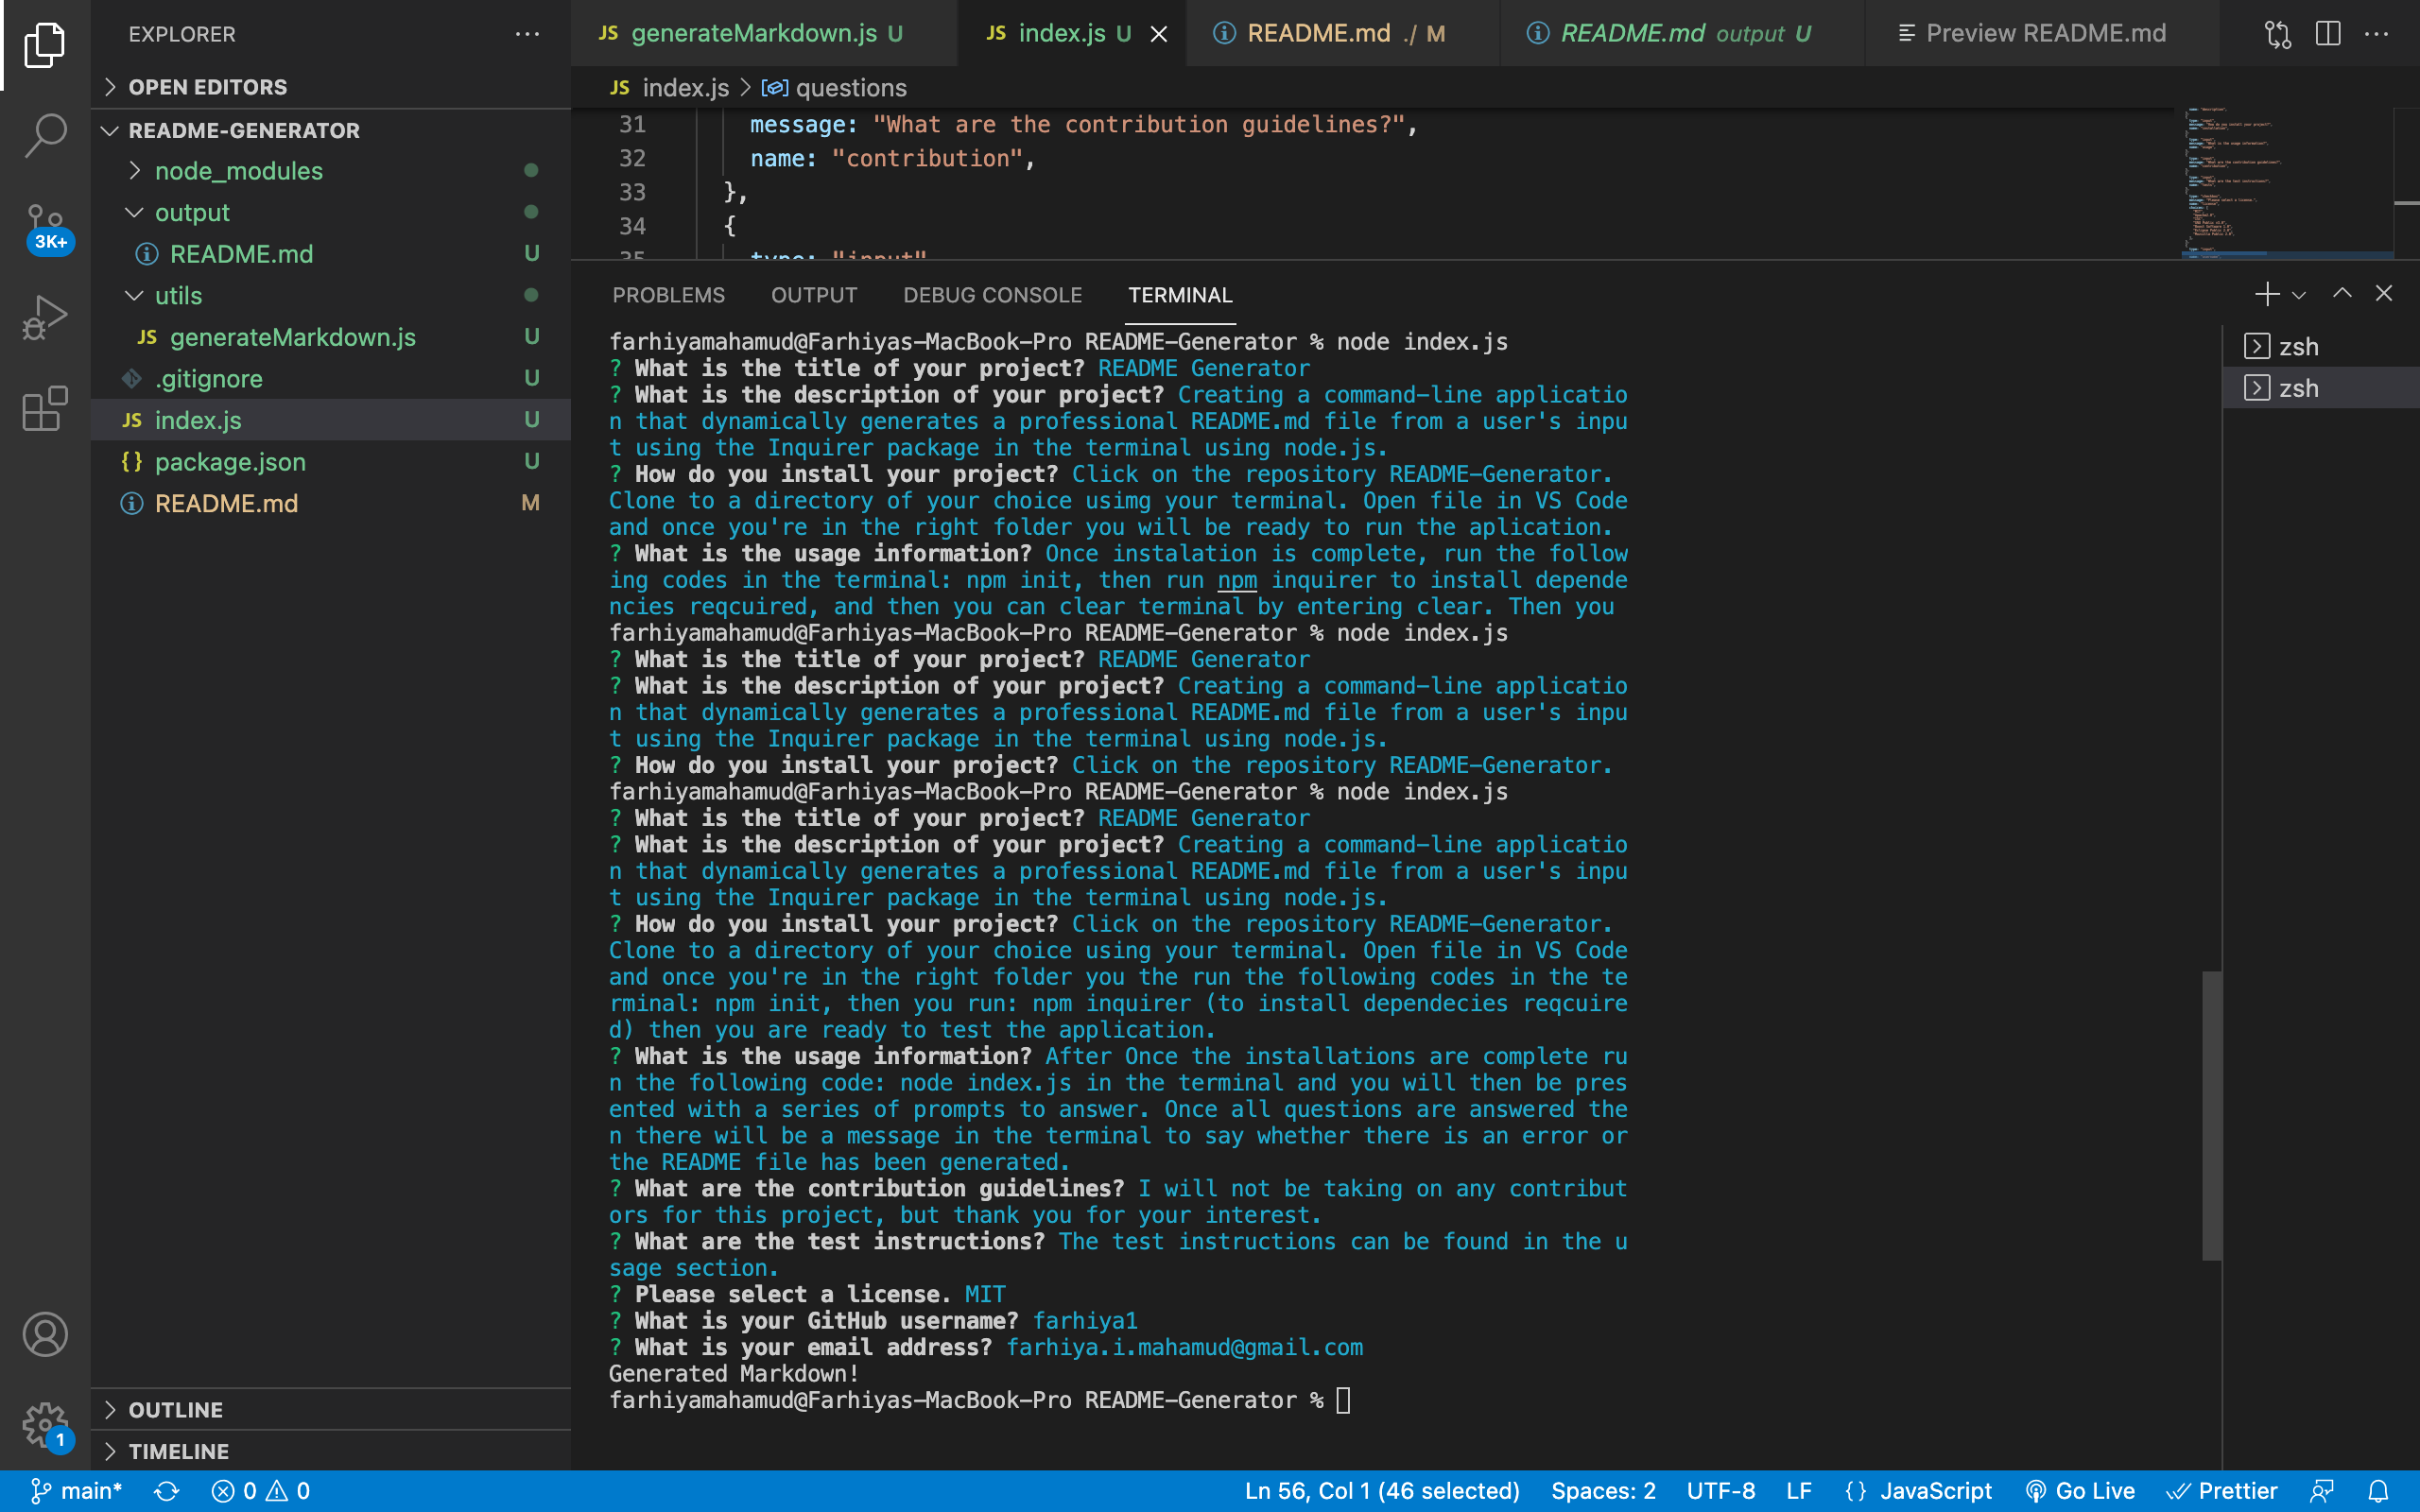 EXPLORER
OPEN EDITORS
README-GENERATOR
node_modules
output
README.md U
utils
JS generateMarkdown.js U
.gitignore U
JS index.js U
{} package.json U
README.md M
3K+
1
OUTLINE
TIMELINE
JS generateMarkdown.js U
JS index.js U
README.md ./ M
README.md output U
Preview README.md
JS index.js > questions
31 message: "What are the contribution guidelines?",
32 name: "contribution",
33 },
34 {
35 type: "input"
PROBLEMS OUTPUT DEBUG CONSOLE TERMINAL
zsh
zsh
farhiyamahamud@Farhiyas-MacBook-Pro README-Generator % node index.js
? What is the title of your project? README Generator
? What is the description of your project? Creating a command-line applicatio
n that dynamically generates a professional README.md file from a user's inpu
t using the Inquirer package in the terminal using node.js.
? How do you install your project? Click on the repository README-Generator.
Clone to a directory of your choice usimg your terminal. Open file in VS Code
and once you're in the right folder you will be ready to run the aplication.
? What is the usage information? Once instalation is complete, run the follow
ing codes in the terminal: npm init, then run npm inquirer to install depende
ncies reqcuired, and then you can clear terminal by entering clear. Then you
farhiyamahamud@Farhiyas-MacBook-Pro README-Generator % node index.js
? What is the title of your project? README Generator
? What is the description of your project? Creating a command-line applicatio
n that dynamically generates a professional README.md file from a user's inpu
t using the Inquirer package in the terminal using node.js.
? How do you install your project? Click on the repository README-Generator.
farhiyamahamud@Farhiyas-MacBook-Pro README-Generator % node index.js
? What is the title of your project? README Generator
? What is the description of your project? Creating a command-line applicatio
n that dynamically generates a professional README.md file from a user's inpu
t using the Inquirer package in the terminal using node.js.
? How do you install your project? Click on the repository README-Generator.
Clone to a directory of your choice using your terminal. Open file in VS Code
and once you're in the right folder you the run the following codes in the te
rminal: npm init, then you run: npm inquirer (to install dependecies reqcuire
d) then you are ready to test the application.
? What is the usage information? After Once the installations are complete ru
n the following code: node index.js in the terminal and you will then be pres
ented with a series of prompts to answer. Once all questions are answered the
n there will be a message in the terminal to say whether there is an error or
the README file has been generated.
? What are the contribution guidelines? I will not be taking on any contribut
ors for this project, but thank you for your interest.
? What are the test instructions? The test instructions can be found in the u
sage section.
? Please select a license. MIT
? What is your GitHub username? farhiya1
? What is your email address? farhiya.i.mahamud@gmail.com
Generated Markdown!
farhiyamahamud@Farhiyas-MacBook-Pro README-Generator %
main* 0 0 Ln 56, Col 1 (46 selected) Spaces: 2 UTF-8 LF {} JavaScript Go Live Prettier